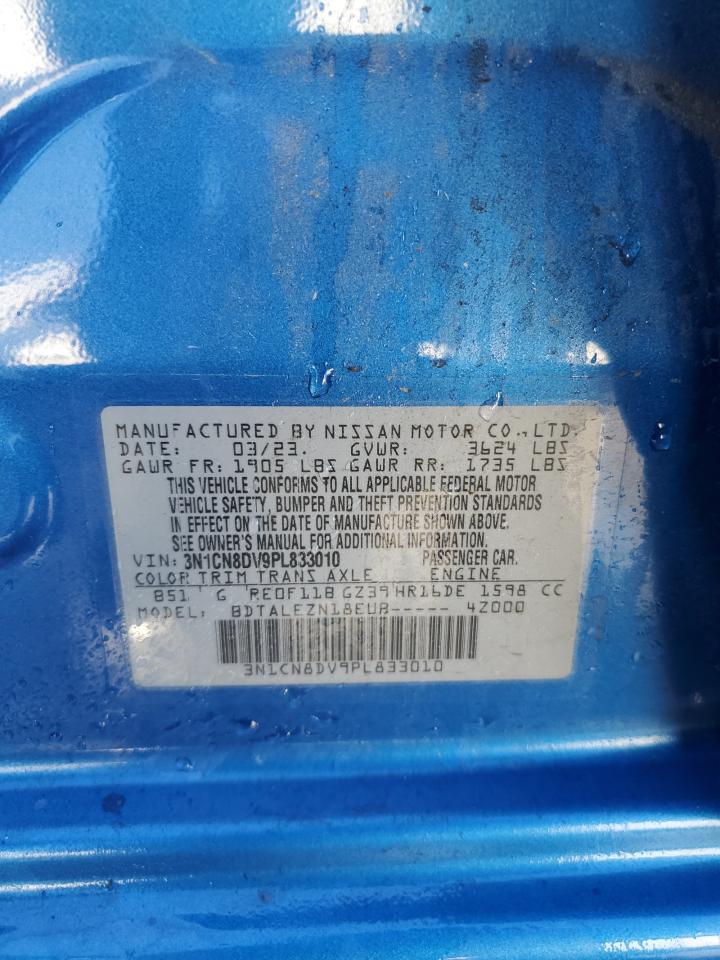 MANUFACTURED BY NISSAN MOTOR CO.,LTD.
DATE: 03/23. GVWR: 3624 LBS
GAWR FR: 1905 LBS GAWR RR: 1735 LBS
THIS VEHICLE CONFORMS TO ALL APPLICABLE FEDERAL MOTOR
VEHICLE SAFETY, BUMPER AND THEFT PREVENTION STANDARDS
IN EFFECT ON THE DATE OF MANUFACTURE SHOWN ABOVE.
SEE OWNER'S MANUAL FOR ADDITIONAL INFORMATION.
VIN: 3N1CN8DV9PL833010 PASSENGER CAR.
COLOR TRIM TRANS AXLE ENGINE
B51 G RE0F11B GZ39 HR16DE 1598 CC
MODEL: BDTALEZN18EUB----- 4Z000
3N1CN8DV9PL833010